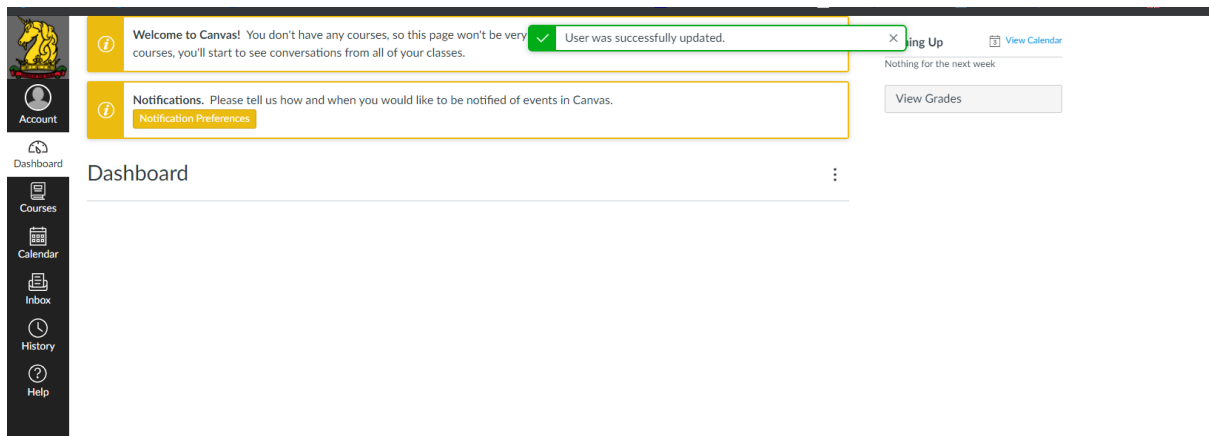 Welcome to Canvas! You don't have any courses, so this page won't be very
courses, you'll start to see conversations from all of your classes.
User was successfully updated.
Notifications. Please tell us how and when you would like to be notified of events in Canvas.
Notification Preferences
Dashboard
ing Up
View Calendar
Nothing for the next week
View Grades
Account
Dashboard
Courses
Calendar
Inbox
History
Help